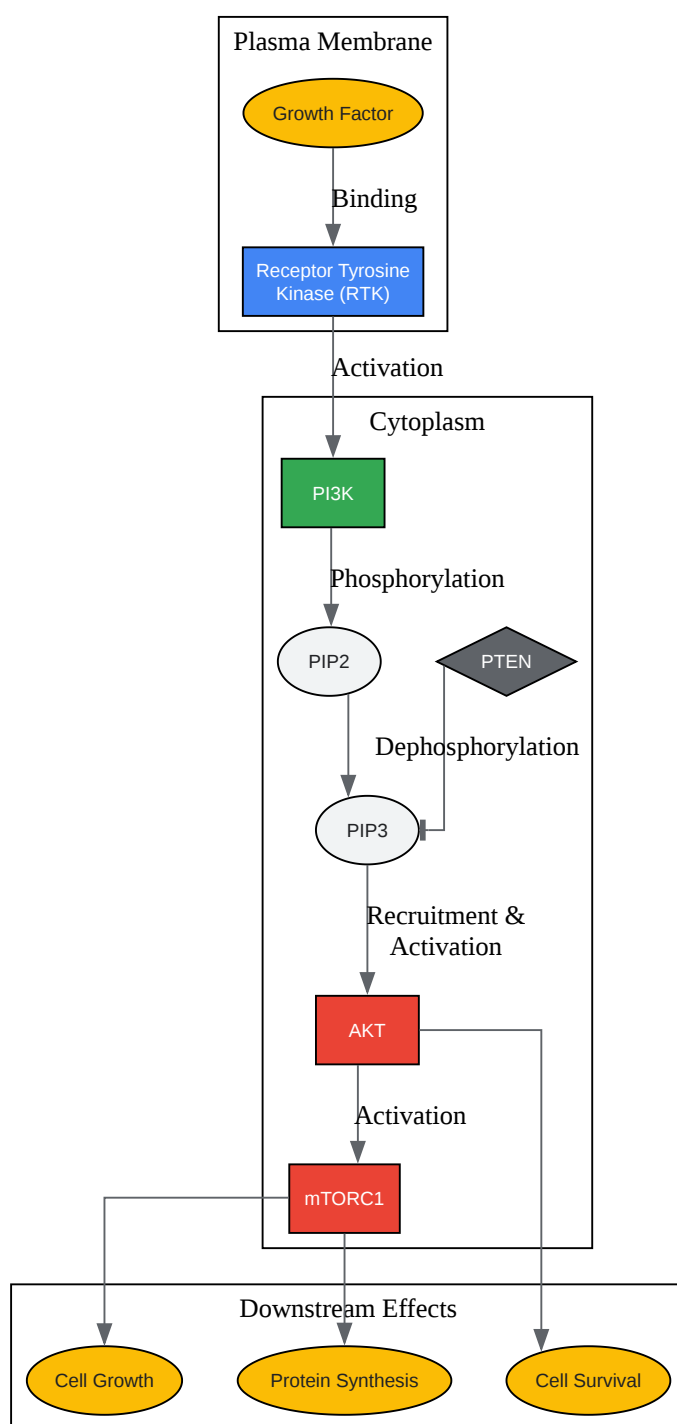 Plasma Membrane
Growth Factor
Binding
Receptor Tyrosine
Kinase (RTK)
Activation
Cytoplasm
PI3K
Phosphorylation
PIP2
PTEN
Dephosphorylation
PIP3
Recruitment &
Activation
AKT
Activation
mTORC1
Downstream Effects
Cell Growth
Protein Synthesis
Cell Survival